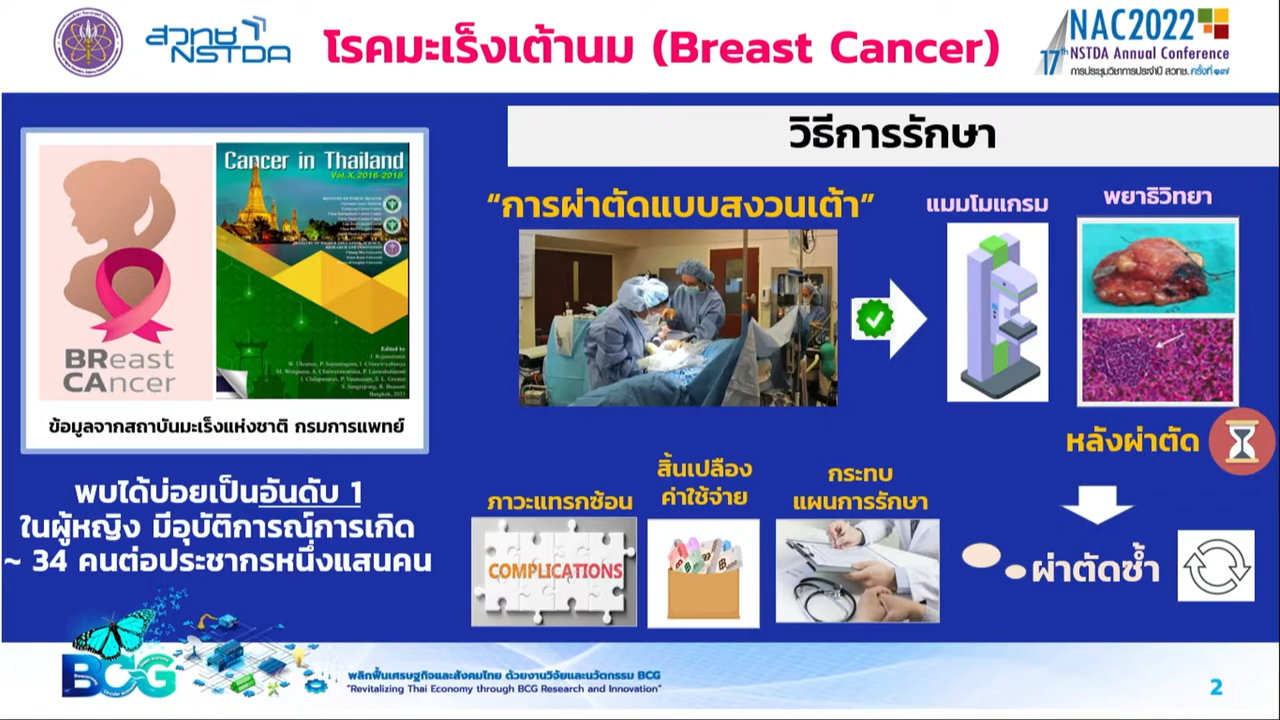 สวทช
NSTDA
โรคมะเร็งเต้านม (Breast Cancer)
NAC2022
17th NSTDA Annual Conference
การประชุมวิชาการประจำปี สวทช. ครั้งที่ ๑๗
วิธีการรักษา
Cancer in Thailand
Vol. X, 2016-2018
Edited by
Bangkok, 2021
BReast
CAncer
ข้อมูลจากสถาบันมะเร็งแห่งชาติ กรมการแพทย์
พบได้บ่อยเป็นอันดับ 1
ในผู้หญิง มีอุบัติการณ์การเกิด
~ 34 คนต่อประชากรหนึ่งแสนคน
“การผ่าตัดแบบสงวนเต้า”
แมมโมแกรม
พยาธิวิทยา
หลังผ่าตัด
ผ่าตัดซ้ำ
ภาวะแทรกซ้อน
COMPLICATIONS
สิ้นเปลือง
ค่าใช้จ่าย
กระทบ
แผนการรักษา
BCG
พลิกฟื้นเศรษฐกิจและสังคมไทย ด้วยงานวิจัยและนวัตกรรม BCG
"Revitalizing Thai Economy through BCG Research and Innovation"
2